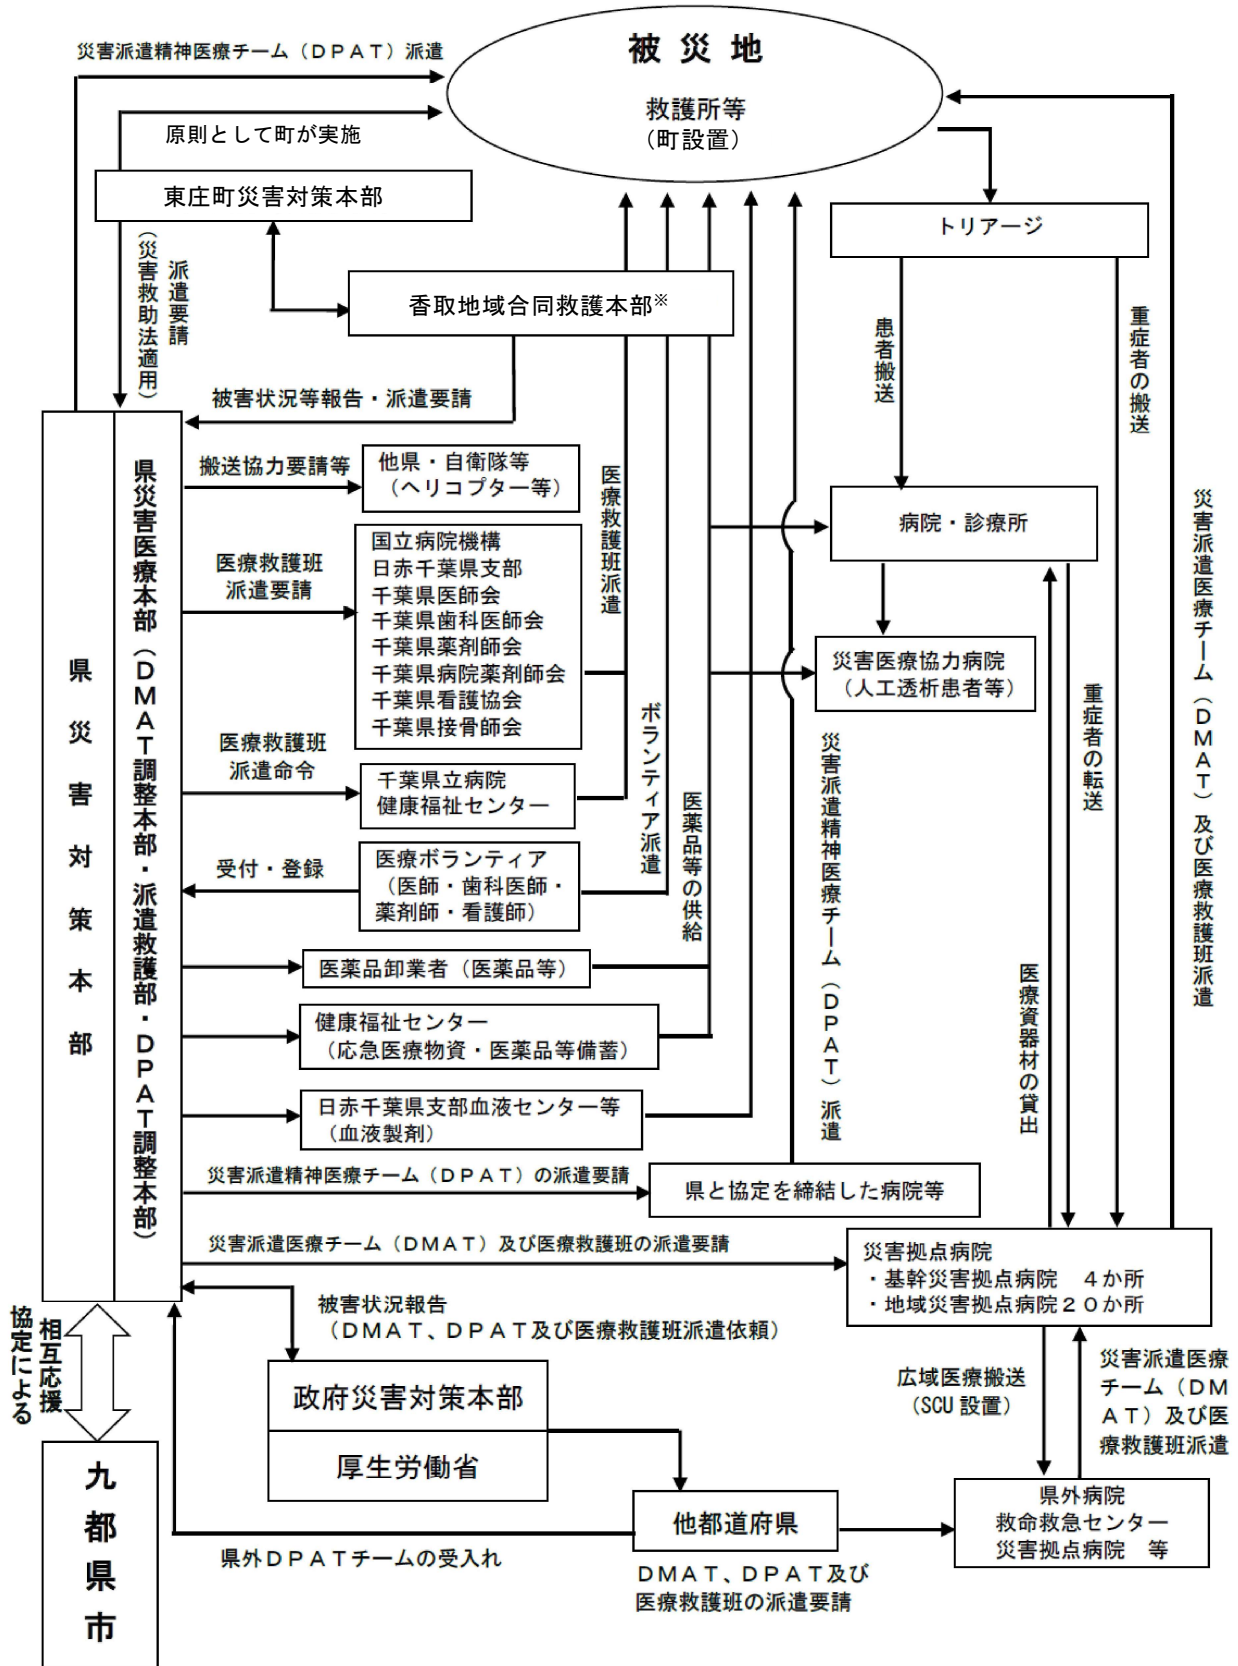 災害派遣精神医療チーム（ＤＰＡＴ）派遣
被 災 地
救護所等
（町設置）
原則として町が実施
東庄町災害対策本部
トリアージ
派遣要請
（災害救助法適用）
香取地域合同救護本部※
患者搬送
重症者の搬送
被害状況等報告・派遣要請
県災害対策本部
県災害医療本部（ＤＭＡＴ調整本部・派遣救護部・ＤＰＡＴ調整本部）
搬送協力要請等
他県・自衛隊等
（ヘリコプター等）
医療救護班派遣
病院・診療所
災害派遣医療チーム（ＤＭＡＴ）及び医療救護班派遣
医療救護班
派遣要請
国立病院機構
日赤千葉県支部
千葉県医師会
千葉県歯科医師会
千葉県薬剤師会
千葉県病院薬剤師会
千葉県看護協会
千葉県接骨師会
災害医療協力病院
（人工透析患者等）
重症者の転送
ボランティア派遣
医療救護班
派遣命令
千葉県立病院
健康福祉センター
医薬品等の供給
災害派遣精神医療チーム（ＤＰＡＴ）派遣
受付・登録
医療ボランティア
（医師・歯科医師・
薬剤師・看護師）
医薬品卸業者（医薬品等）
医療資器材の貸出
健康福祉センター
（応急医療物資・医薬品等備蓄）
日赤千葉県支部血液センター等
（血液製剤）
災害派遣精神医療チーム（ＤＰＡＴ）の派遣要請
県と協定を締結した病院等
災害派遣医療チーム（ＤＭＡＴ）及び医療救護班の派遣要請
災害拠点病院
・基幹災害拠点病院　４か所
・地域災害拠点病院２０か所
被害状況報告
（ＤＭＡＴ、ＤＰＡＴ及び医療救護班派遣依頼）
相互応援
協定による
政府災害対策本部
厚生労働省
広域医療搬送
（SCU 設置）
災害派遣医療
チーム（ＤＭ
ＡＴ）及び医
療救護班派遣
九都県市
他都道府県
県外病院
救命救急センター
災害拠点病院　等
県外ＤＰＡＴチームの受入れ
ＤＭＡＴ、ＤＰＡＴ及び
医療救護班の派遣要請